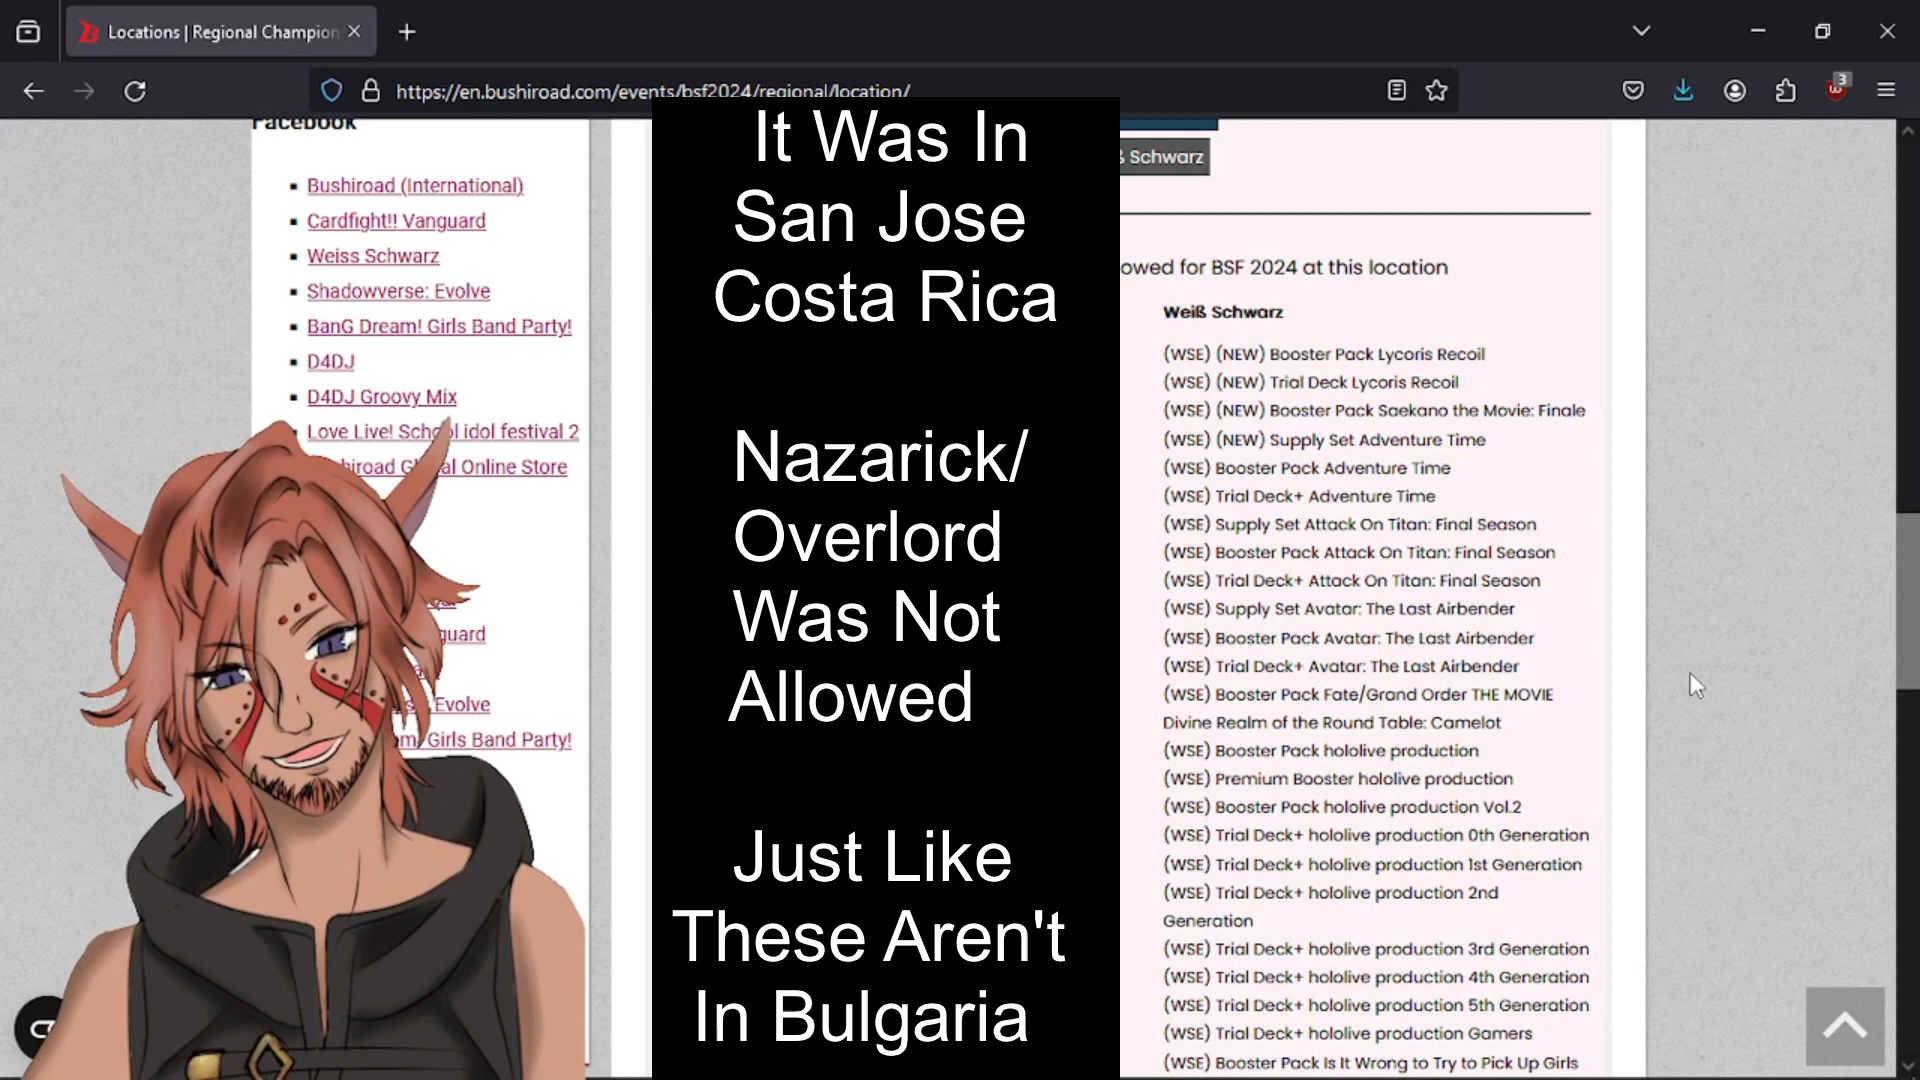 Locations | Regional Champion
https://en.bushiroad.com/events/bsf2024/regional/location/
3
Facebook
Bushiroad (International)
Cardfight!! Vanguard
Weiss Schwarz
Shadowverse: Evolve
BanG Dream! Girls Band Party!
D4DJ
D4DJ Groovy Mix
Love Live! School idol festival 2
Online Store
Evolve
Girls Band Party!
It Was In
San Jose
Costa Rica
Nazarick/
Overlord
Was Not
Allowed
Just Like
These Aren't
In Bulgaria
ß Schwarz
owed for BSF 2024 at this location
Weiß Schwarz
(WSE) (NEW) Booster Pack Lycoris Recoil
(WSE) (NEW) Trial Deck Lycoris Recoil
(WSE) (NEW) Booster Pack Saekano the Movie: Finale
(WSE) (NEW) Supply Set Adventure Time
(WSE) Booster Pack Adventure Time
(WSE) Trial Deck+ Adventure Time
(WSE) Supply Set Attack On Titan: Final Season
(WSE) Booster Pack Attack On Titan: Final Season
(WSE) Trial Deck+ Attack On Titan: Final Season
(WSE) Supply Set Avatar: The Last Airbender
(WSE) Booster Pack Avatar: The Last Airbender
(WSE) Trial Deck+ Avatar: The Last Airbender
(WSE) Booster Pack Fate/Grand Order THE MOVIE
Divine Realm of the Round Table: Camelot
(WSE) Booster Pack hololive production
(WSE) Premium Booster hololive production
(WSE) Booster Pack hololive production Vol.2
(WSE) Trial Deck+ hololive production 0th Generation
(WSE) Trial Deck+ hololive production 1st Generation
(WSE) Trial Deck+ hololive production 2nd
Generation
(WSE) Trial Deck+ hololive production 3rd Generation
(WSE) Trial Deck+ hololive production 4th Generation
(WSE) Trial Deck+ hololive production 5th Generation
(WSE) Trial Deck+ hololive production Gamers
(WSE) Booster Pack Is It Wrong to Try to Pick Up Girls